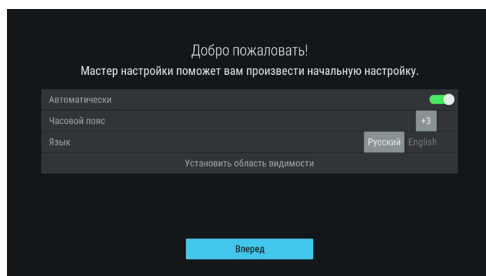 Добро пожаловать!
Мастер настройки поможет вам произвести начальную настройку.
Автоматически
Часовой пояс +3
Язык Русский English
Установить область видимости
Вперед